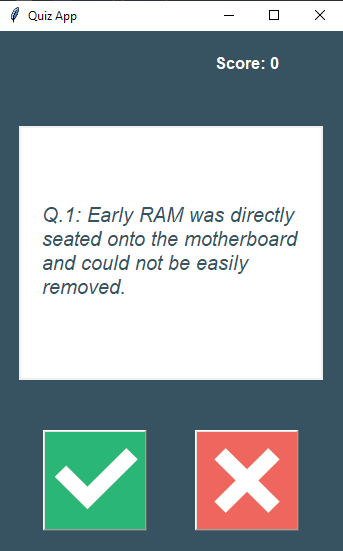 Quiz App
Score: 0
Q.1: Early RAM was directly
seated onto the motherboard
and could not be easily
removed.